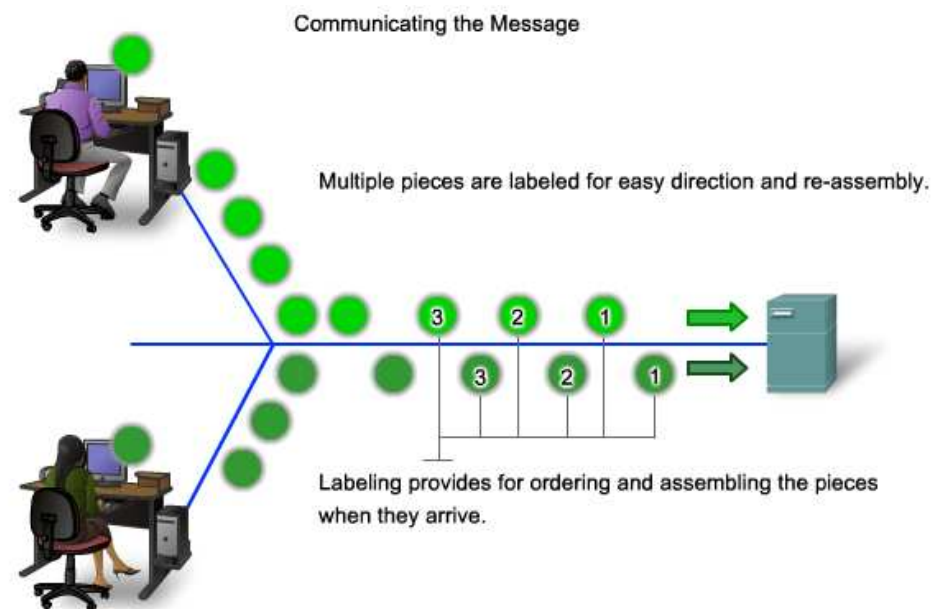 Communicating the Message
Multiple pieces are labeled for easy direction and re-assembly.
3 2 1
3 2 1
Labeling provides for ordering and assembling the pieces
when they arrive.